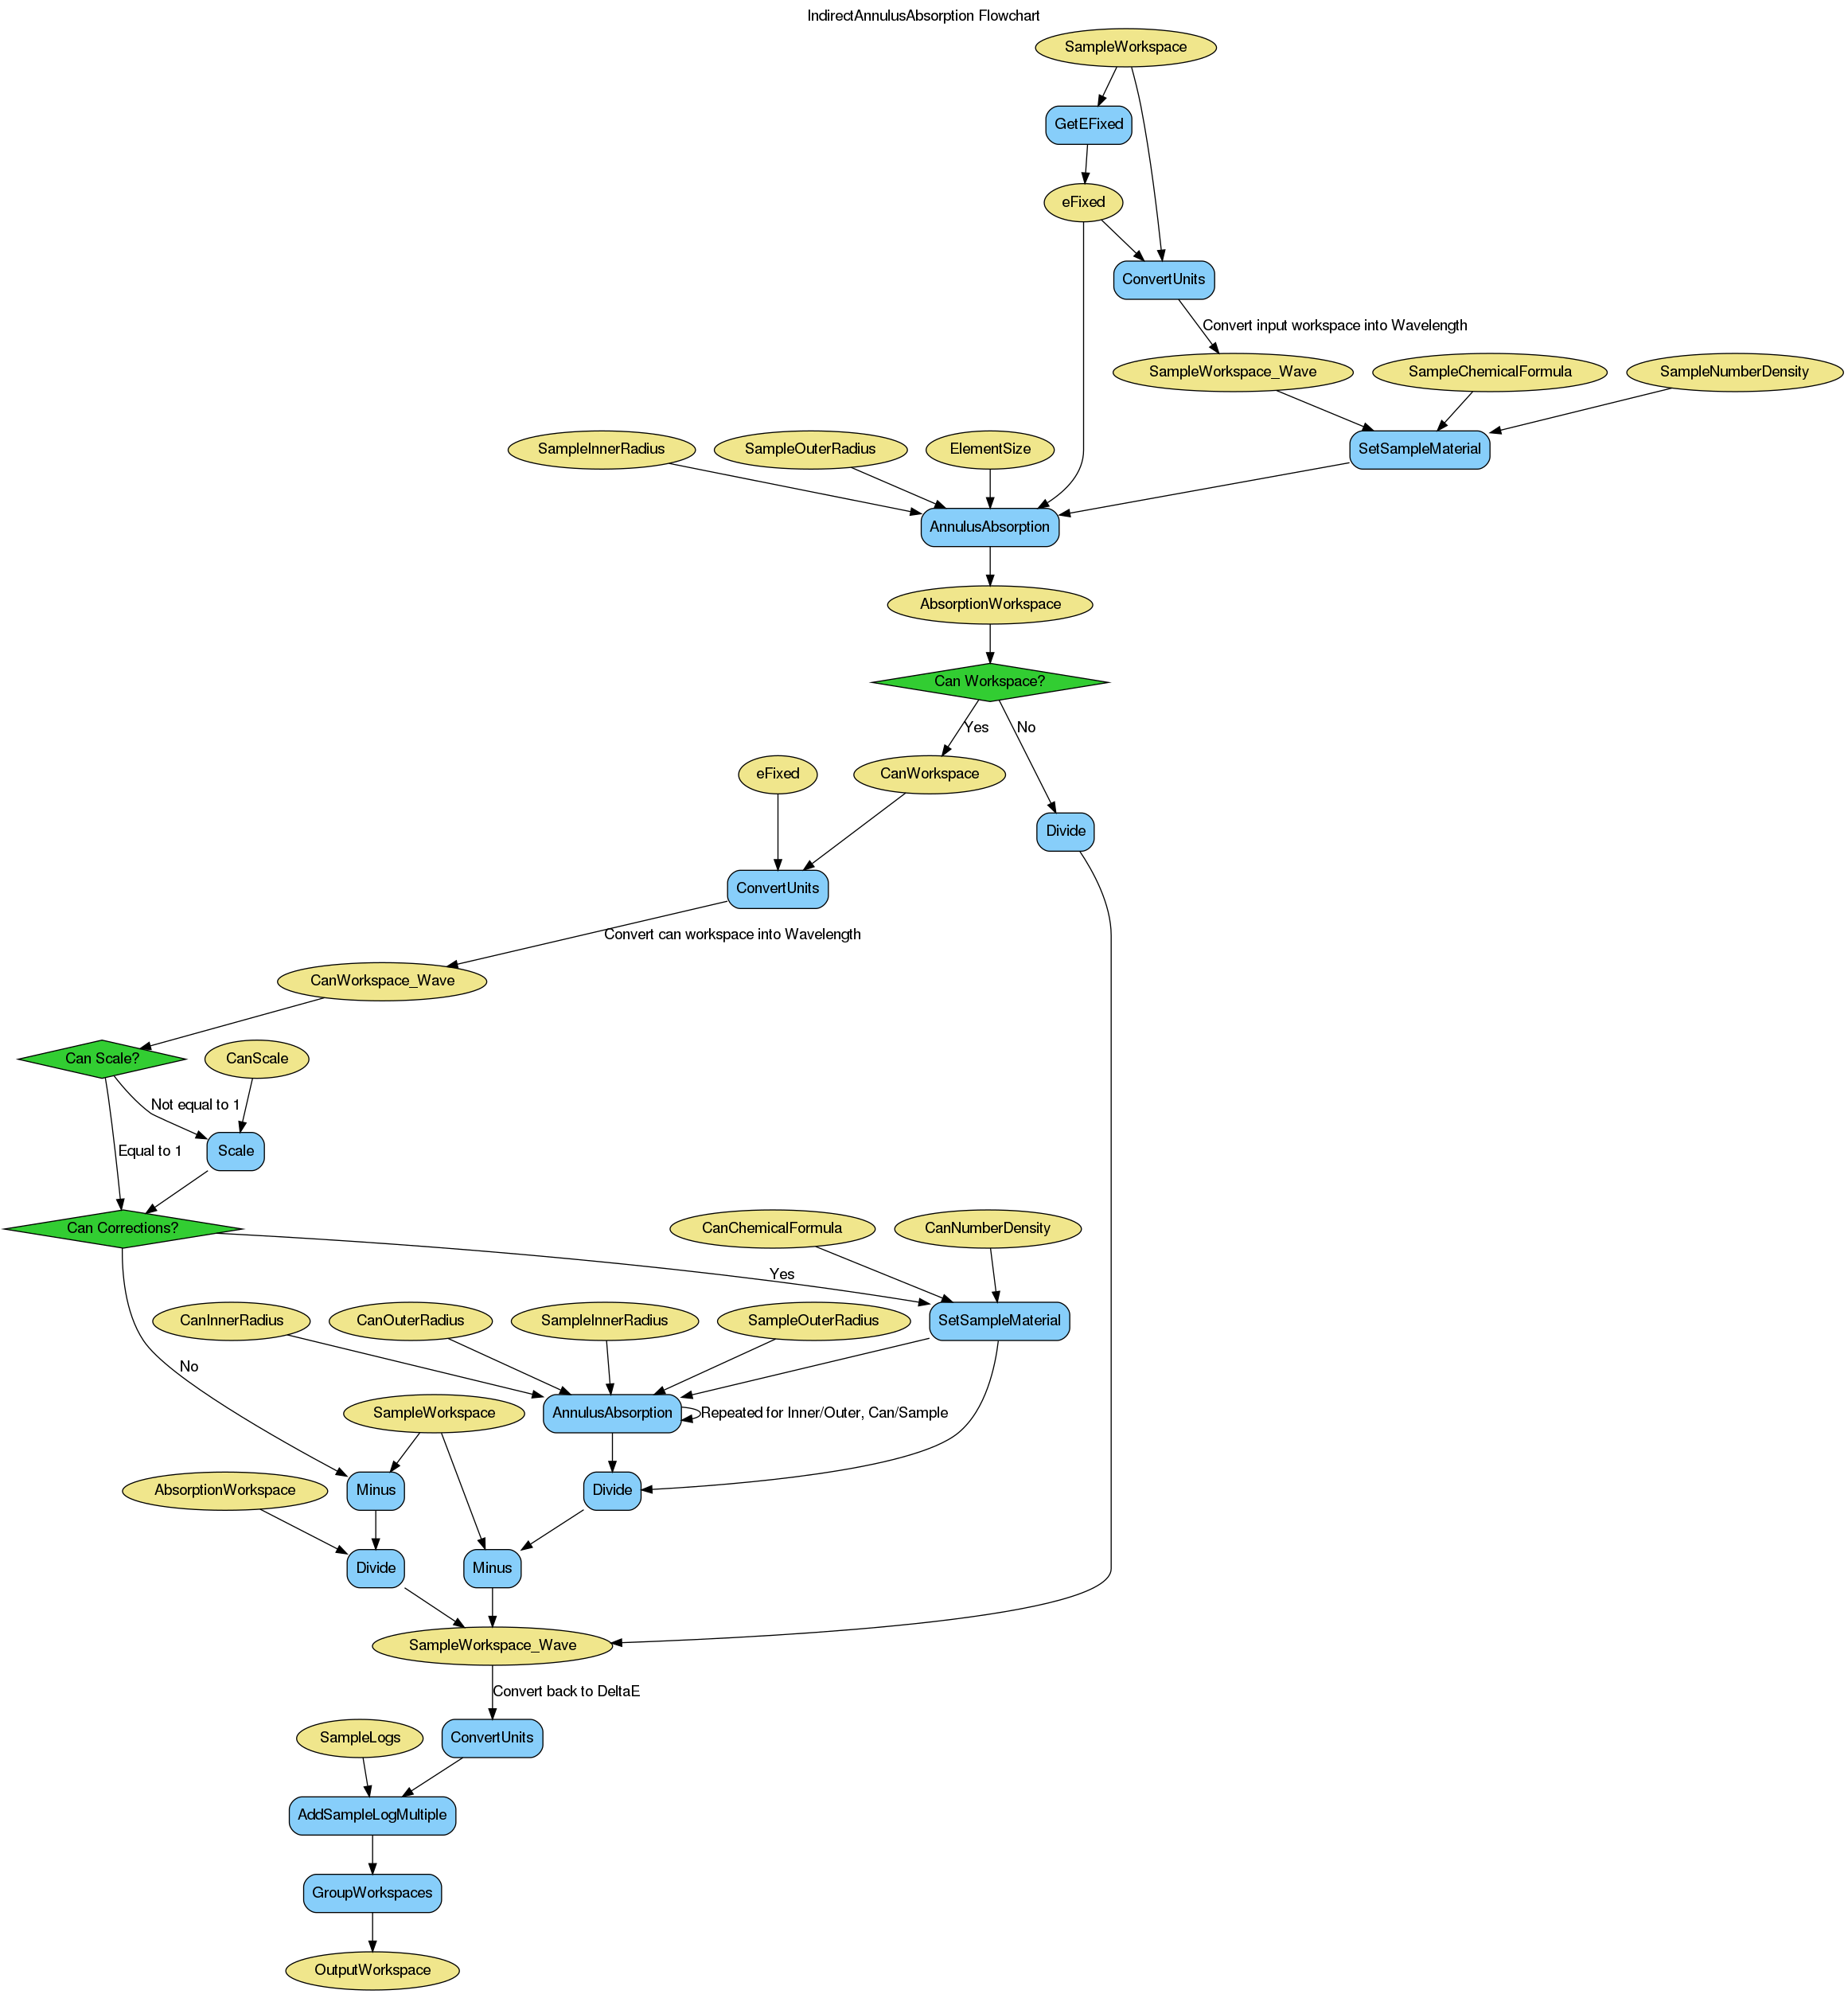 IndirectAnnulusAbsorption Flowchart
SampleWorkspace
GetEFixed
eFixed
ConvertUnits
Convert input workspace into Wavelength
SampleWorkspace_Wave
SampleChemicalFormula
SampleNumberDensity
SampleInnerRadius
SampleOuterRadius
ElementSize
SetSampleMaterial
AnnulusAbsorption
AbsorptionWorkspace
Can Workspace?
Yes
No
eFixed
CanWorkspace
Divide
ConvertUnits
Convert can workspace into Wavelength
CanWorkspace_Wave
Can Scale?
CanScale
Not equal to 1
Equal to 1
Scale
Can Corrections?
CanChemicalFormula
CanNumberDensity
Yes
CanInnerRadius
CanOuterRadius
SampleInnerRadius
SampleOuterRadius
SetSampleMaterial
No
SampleWorkspace
AnnulusAbsorption
Repeated for Inner/Outer, Can/Sample
AbsorptionWorkspace
Minus
Divide
Divide
Minus
SampleWorkspace_Wave
Convert back to DeltaE
SampleLogs
ConvertUnits
AddSampleLogMultiple
GroupWorkspaces
OutputWorkspace